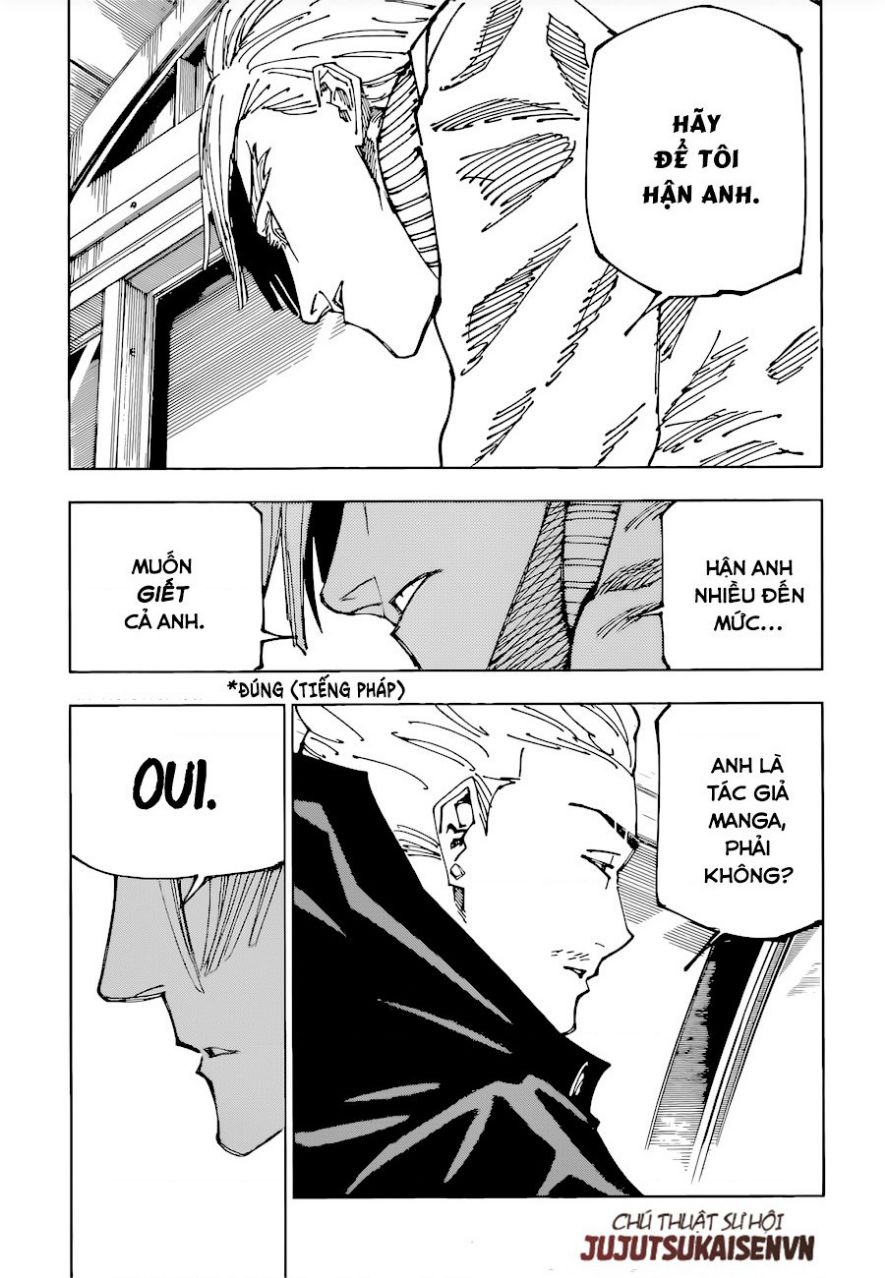 HÃY
ĐỂ TÔI
HẬN ANH.
HẬN ANH
NHIỀU ĐẾN
MỨC...
MUỐN
GIẾT
CẢ ANH.
*ĐÚNG (TIẾNG PHÁP)
ANH LÀ
TÁC GIẢ
MANGA,
PHẢI
KHÔNG?
OUI.
CHÚ THUẬT SƯ HỘI
JUJUTSUKAISENVN